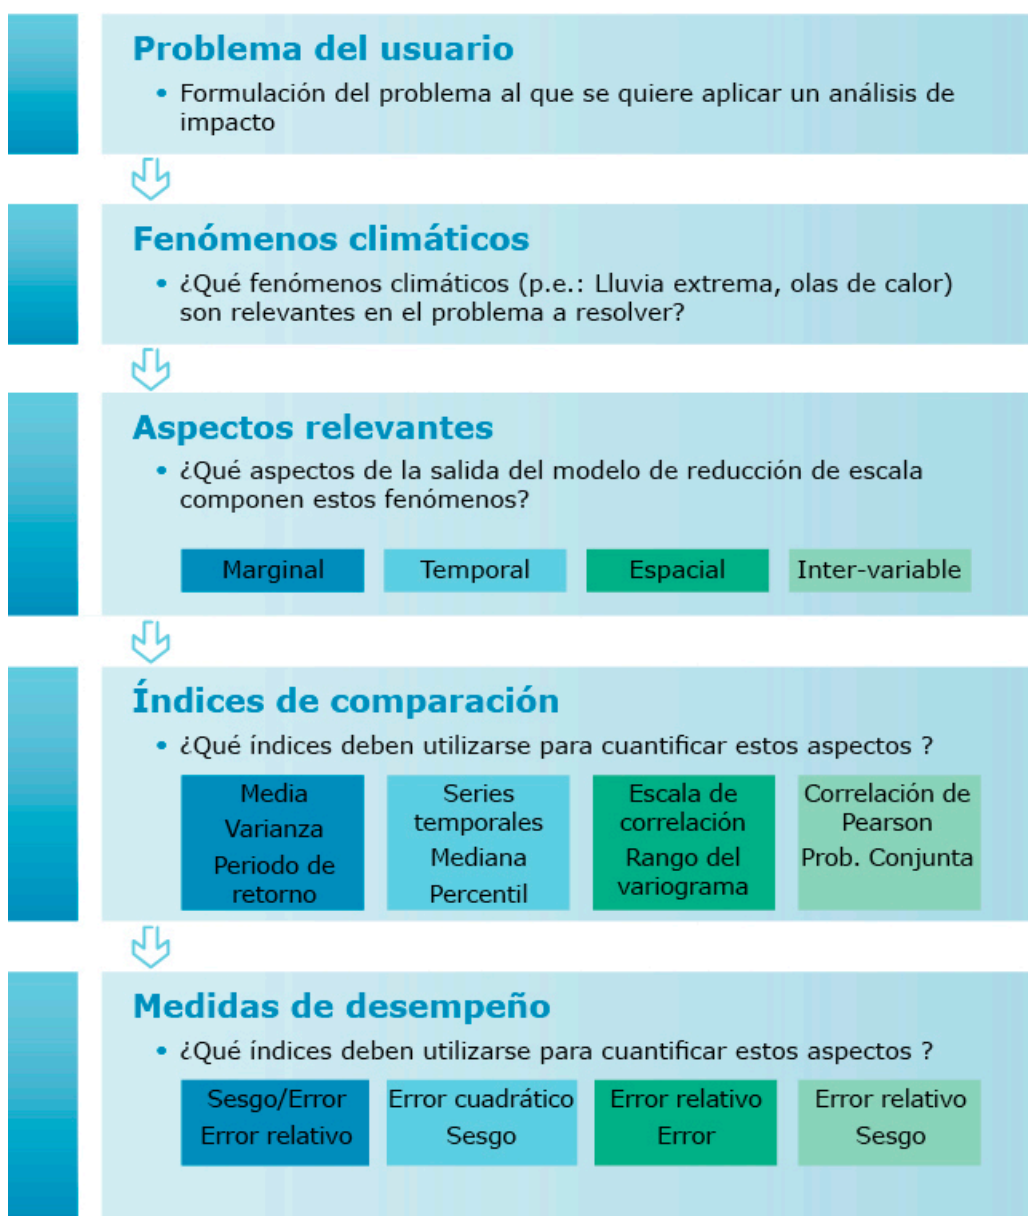 Problema del usuario
• Formulación del problema al que se quiere aplicar un análisis de
impacto
Fenómenos climáticos
• ¿Qué fenómenos climáticos (p.e.: Lluvia extrema, olas de calor)
son relevantes en el problema a resolver?
Aspectos relevantes
• ¿Qué aspectos de la salida del modelo de reducción de escala
componen estos fenómenos?
Marginal
Temporal
Espacial
Inter-variable
Índices de comparación
• ¿Qué índices deben utilizarse para cuantificar estos aspectos ?
Media
Varianza
Periodo de
retorno
Series
temporales
Mediana
Percentil
Escala de
correlación
Rango del
variograma
Correlación de
Pearson
Prob. Conjunta
Medidas de desempeño
• ¿Qué índices deben utilizarse para cuantificar estos aspectos ?
Sesgo/Error
Error relativo
Error cuadrático
Sesgo
Error relativo
Error
Error relativo
Sesgo